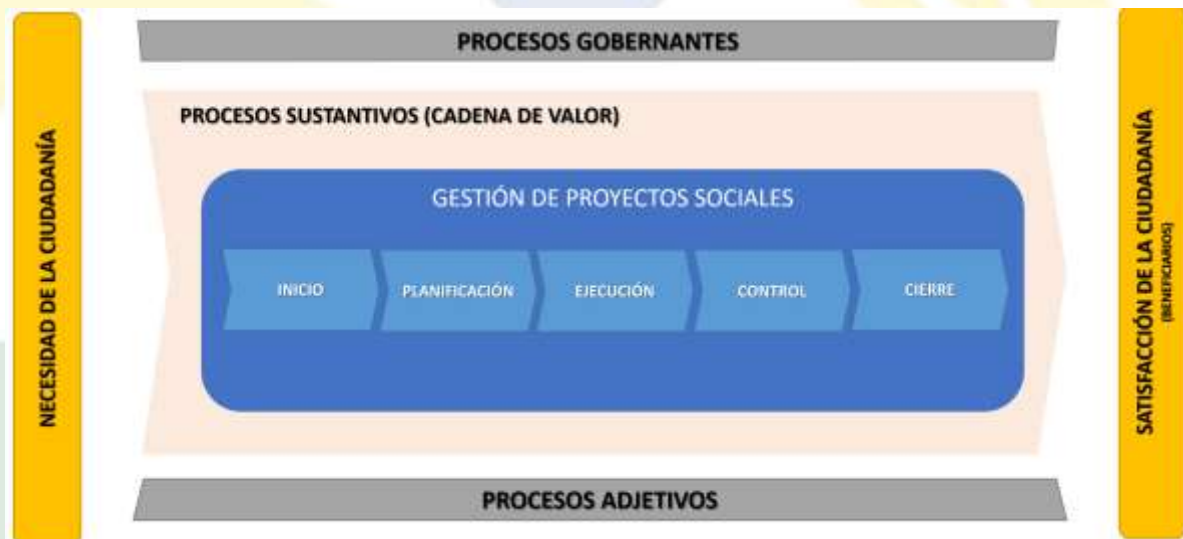 PROCESOS GOBERNANTES
NECESIDAD DE LA CIUDADANÍA
PROCESOS SUSTANTIVOS (CADENA DE VALOR)
GESTIÓN DE PROYECTOS SOCIALES
INICIO
PLANIFICACIÓN
EJECUCIÓN
CONTROL
CIERRE
SATISFACCIÓN DE LA CIUDADANÍA
(BENEFICIARIOS)
PROCESOS ADJETIVOS